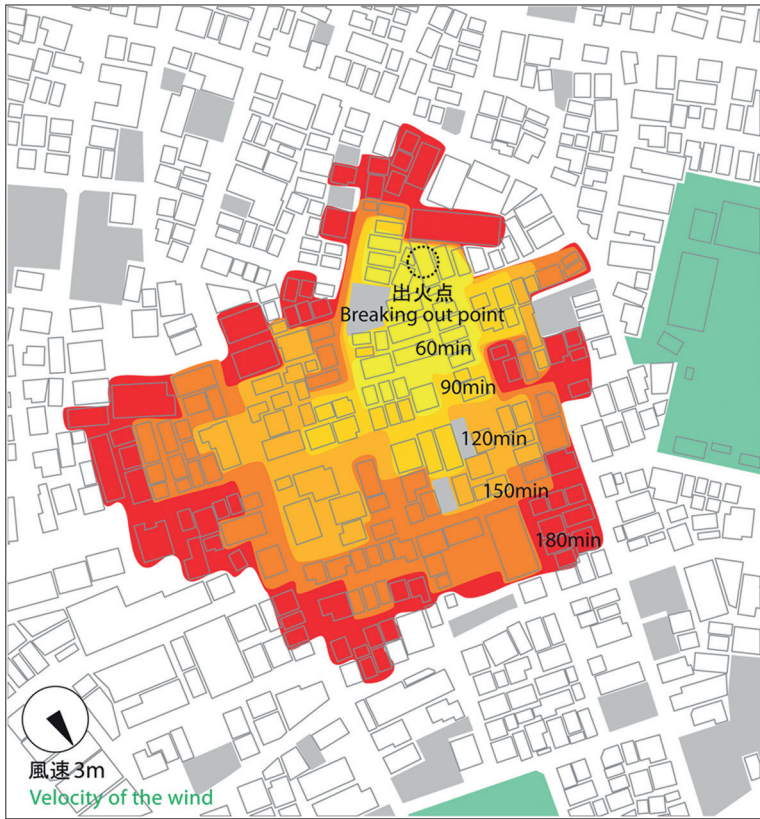 出火点
Breaking out point
60min
90min
120min
150min
180min
風速3m
Velocity of the wind